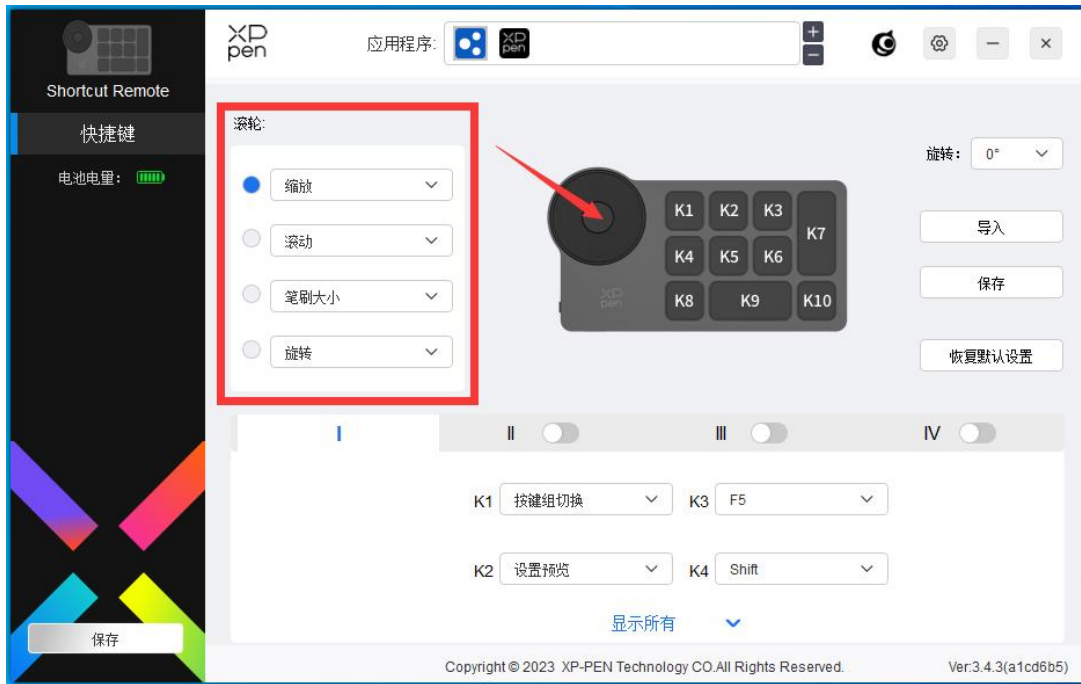 XP
pen
应用程序:
XP
pen
Shortcut Remote
快捷键
电池电量:
滚轮:
缩放
滚动
笔刷大小
旋转
K1 K2 K3
K7
K4 K5 K6
K8 K9 K10
XP
pen
旋转: 0°
导入
保存
恢复默认设置
I II III IV
K1 按键组切换 K3 F5
K2 设置预览 K4 Shift
显示所有
保存
Copyright © 2023 XP-PEN Technology CO.All Rights Reserved. Ver:3.4.3(a1cd6b5)